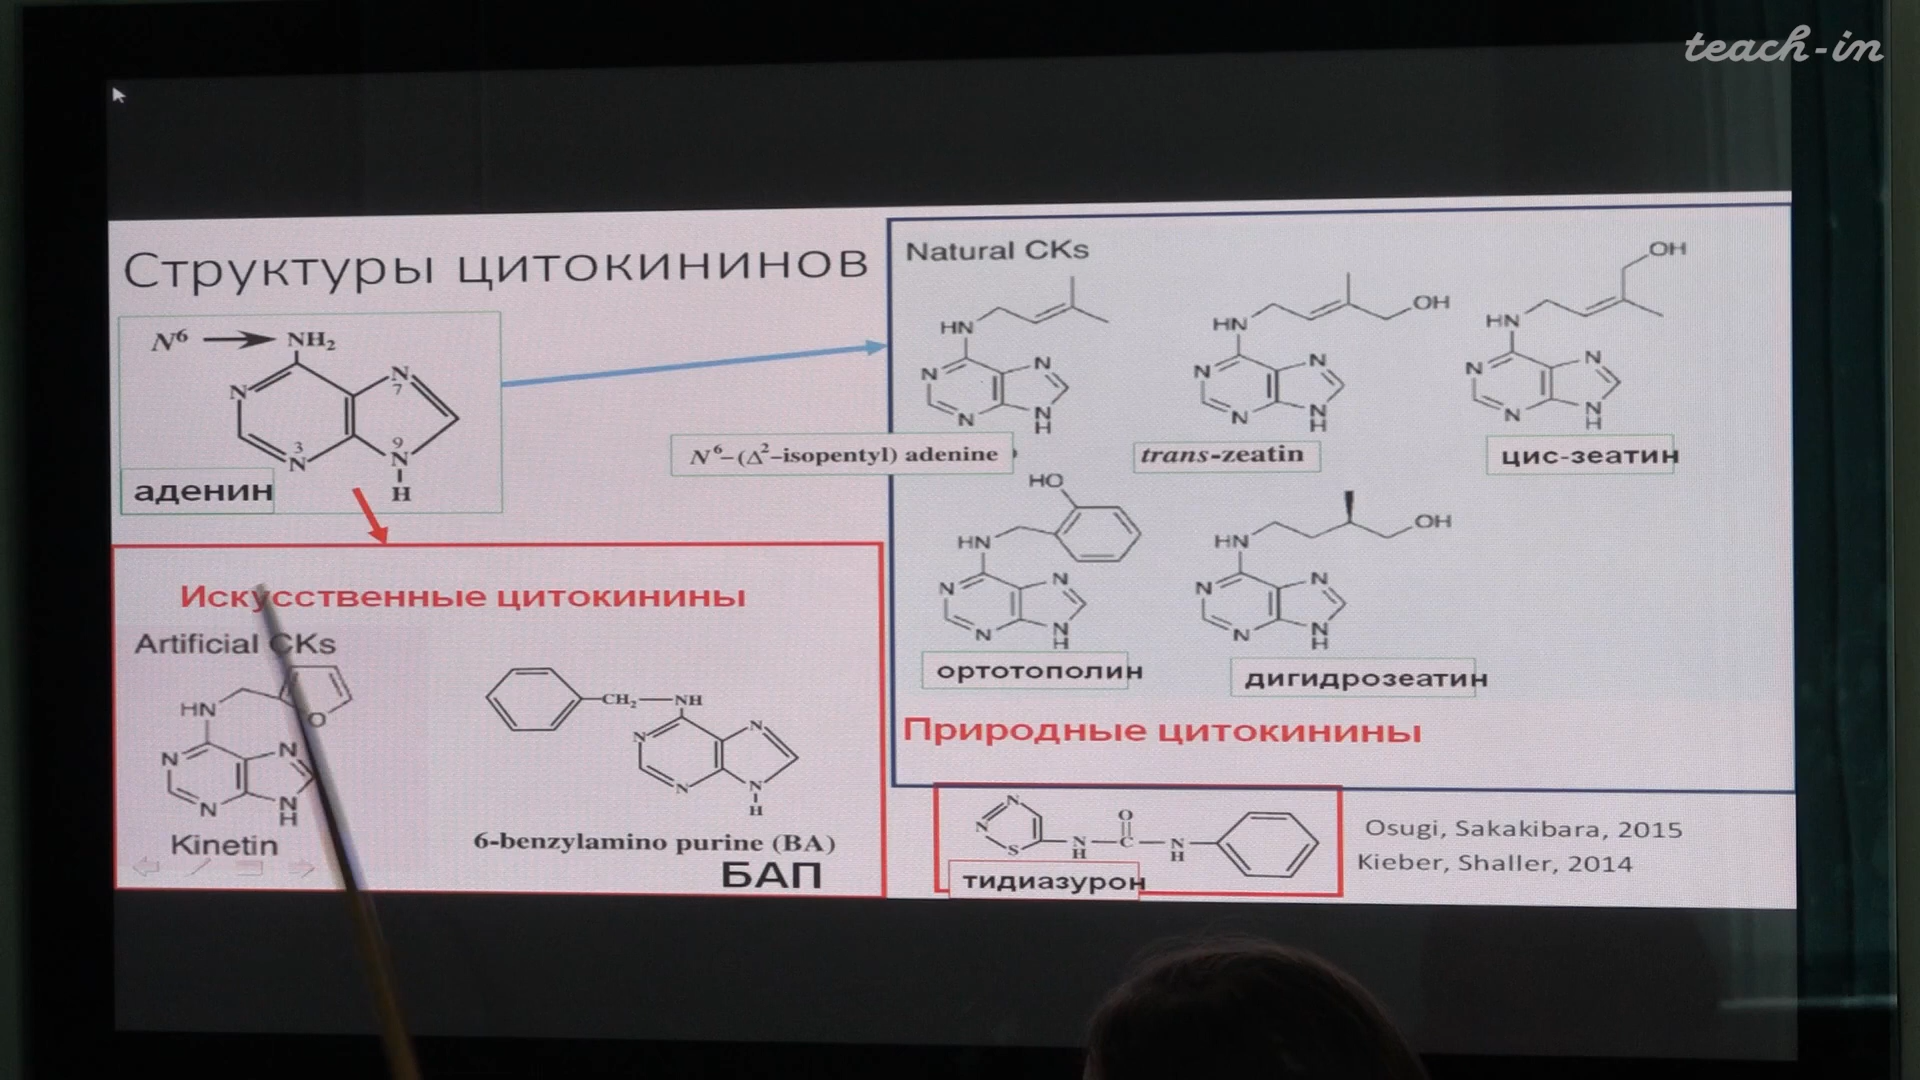 teach-in
Структуры цитокининов
N⁶
NH₂
N
N
7
3
N
9
N
H
аденин
Natural CKs
HN
N
N
N
N
H
N⁶–(Δ²–isopentyl) adenine
OH
HN
N
N
N
N
H
trans-zeatin
OH
HN
N
N
N
N
H
цис-зеатин
HO
HN
N
N
N
N
H
ортотополин
OH
HN
N
N
N
N
H
дигидрозеатин
Природные цитокинины
Искусственные цитокинины
Artificial CKs
HN
O
N
N
N
N
H
Kinetin
CH₂
NH
N
N
N
N
H
6-benzylamino purine (BA)
БАП
N
N
S
N
H
O
C
N
H
тидиазурон
Osugi, Sakakibara, 2015
Kieber, Shaller, 2014